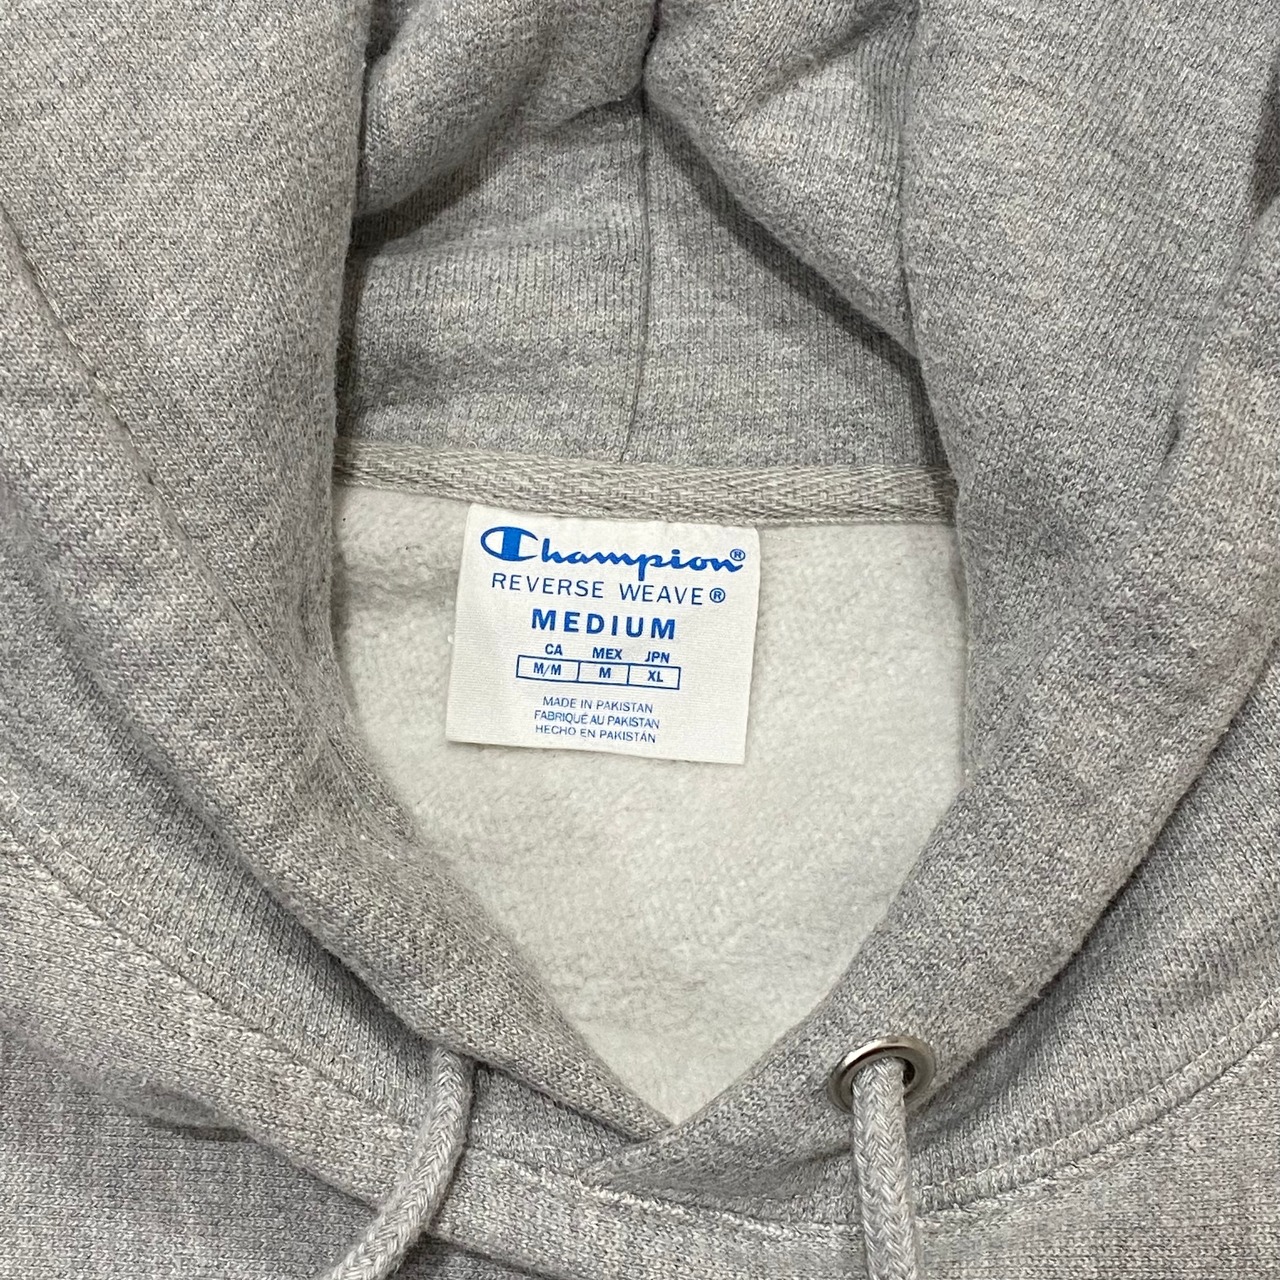 Champion®
REVERSE WEAVE®
MEDIUM
CA MEX JPN
M/M M XL
MADE IN PAKISTAN
FABRIQUÉ AU PAKISTAN
HECHO EN PAKISTÁN